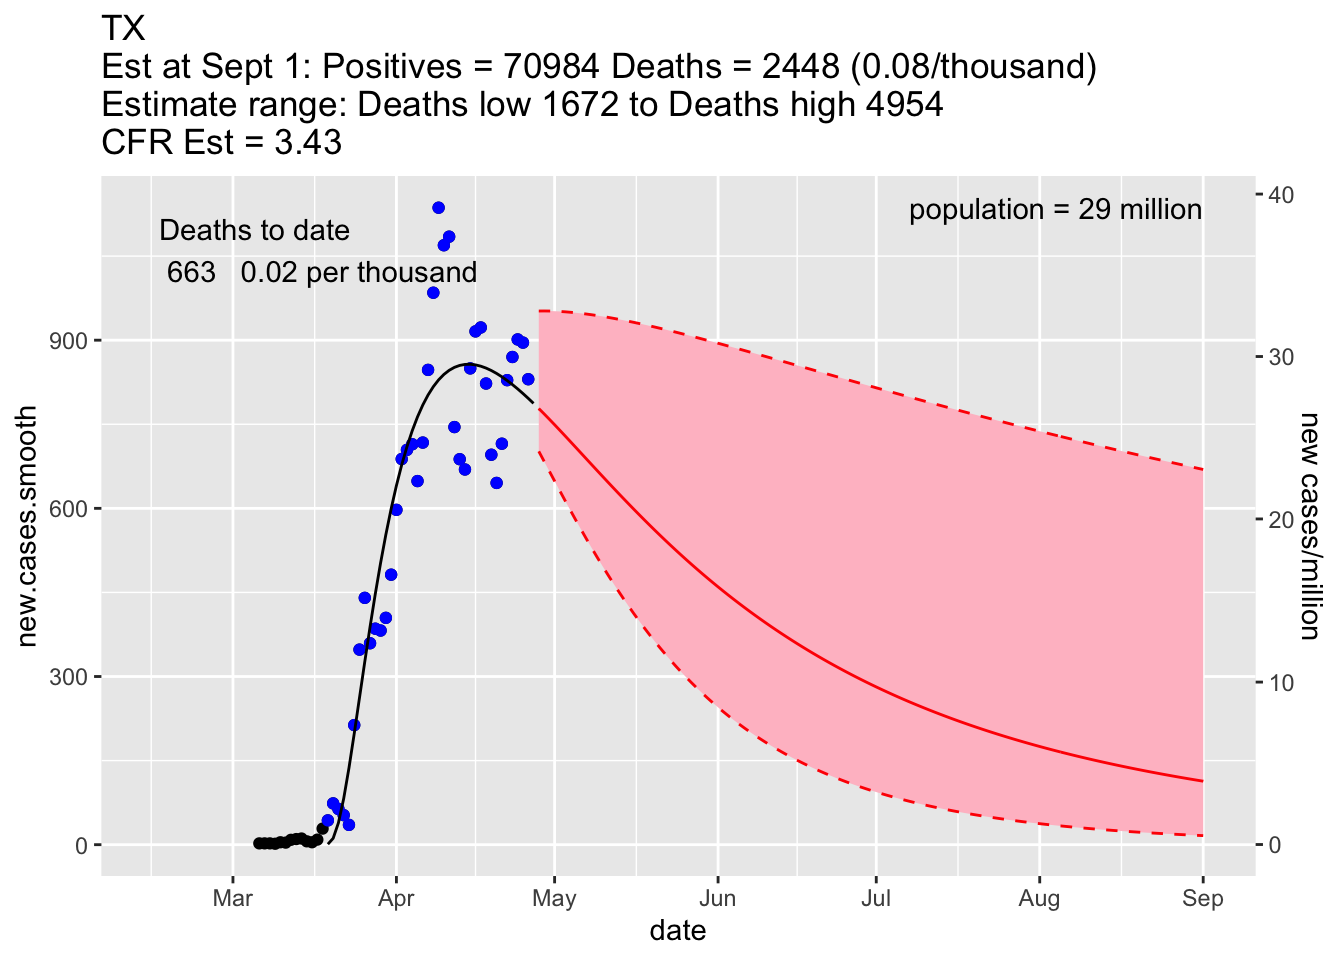 TX
Est at Sept 1: Positives = 70984 Deaths = 2448 (0.08/thousand)
Estimate range: Deaths low 1672 to Deaths high 4954
CFR Est = 3.43
Deaths to date
663 0.02 per thousand
population = 29 million
900
600
300
0
new.cases.smooth
40
30
20
10
0
new cases/million
Mar Apr May Jun Jul Aug Sep
date